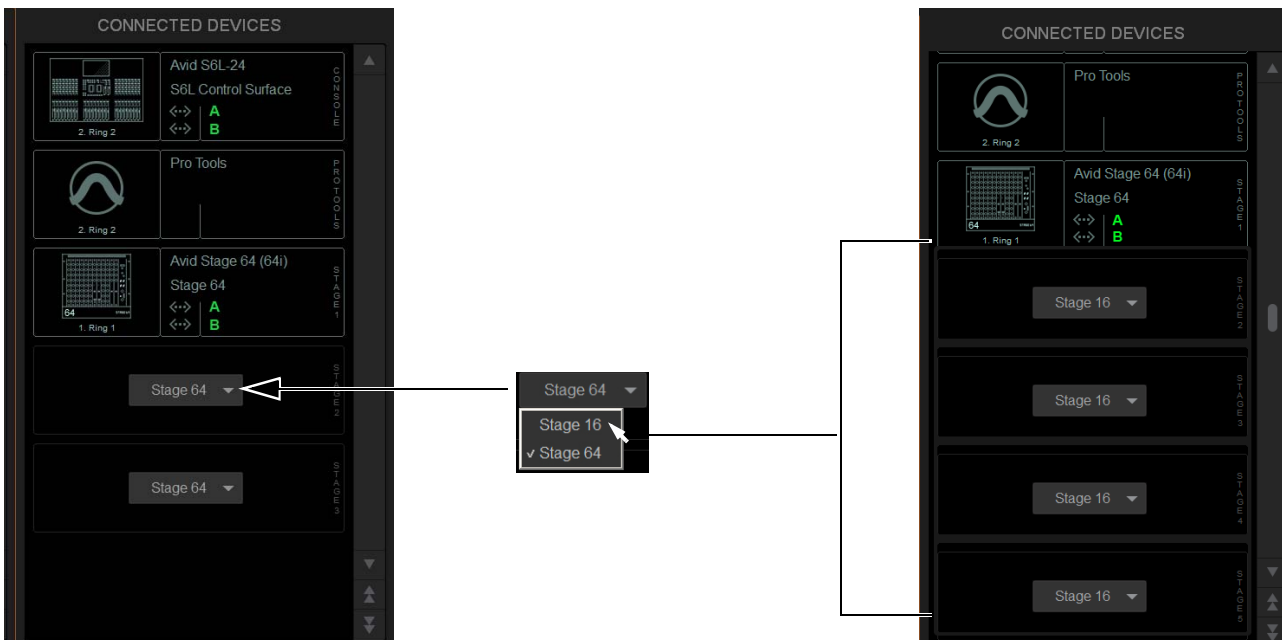 CONNECTED DEVICES
Avid S6L-24
S6L Control Surface
A
B
2. Ring 2
CONSOLE
Pro Tools
2. Ring 2
PRO TOOLS
Avid Stage 64 (64i)
Stage 64
A
B
64
1. Ring 1
STAGE 1
Stage 64
STAGE 2
Stage 64
STAGE 3
Stage 64
Stage 16
✓ Stage 64
CONNECTED DEVICES
Pro Tools
2. Ring 2
PRO TOOLS
Avid Stage 64 (64i)
Stage 64
A
B
64
1. Ring 1
STAGE 1
Stage 16
STAGE 2
Stage 16
STAGE 3
Stage 16
STAGE 4
Stage 16
STAGE 5